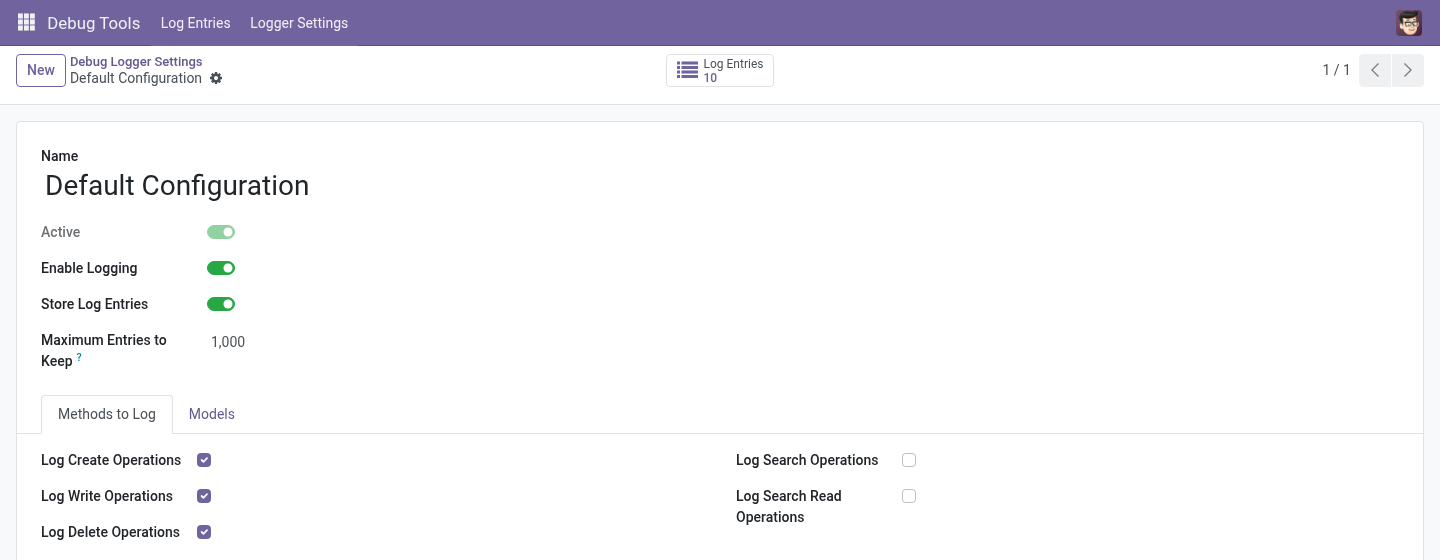 Debug Tools Log Entries Logger Settings
New
Debug Logger Settings
Default Configuration
Log Entries
10
1 / 1
Name
Default Configuration
Active
Enable Logging
Store Log Entries
Maximum Entries to
Keep ?
1,000
Methods to Log Models
Log Create Operations
Log Write Operations
Log Delete Operations
Log Search Operations
Log Search Read
Operations